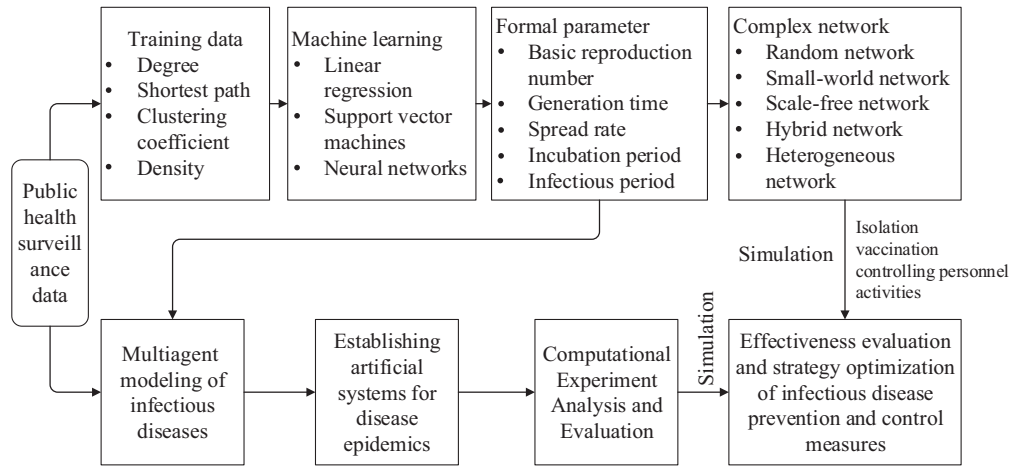 Public
health
surveill
ance
data
Training data
• Degree
• Shortest path
• Clustering
coefficient
• Density
Machine learning
• Linear
regression
• Support vector
machines
• Neural networks
Formal parameter
• Basic reproduction
number
• Generation time
• Spread rate
• Incubation period
• Infectious period
Complex network
• Random network
• Small-world network
• Scale-free network
• Hybrid network
• Heterogeneous
network
Simulation
Isolation
vaccination
controlling personnel
activities
Multiagent
modeling of
infectious
diseases
Establishing
artificial
systems for
disease
epidemics
Computational
Experiment
Analysis and
Evaluation
Simulation
Effectiveness evaluation
and strategy optimization
of infectious disease
prevention and control
measures